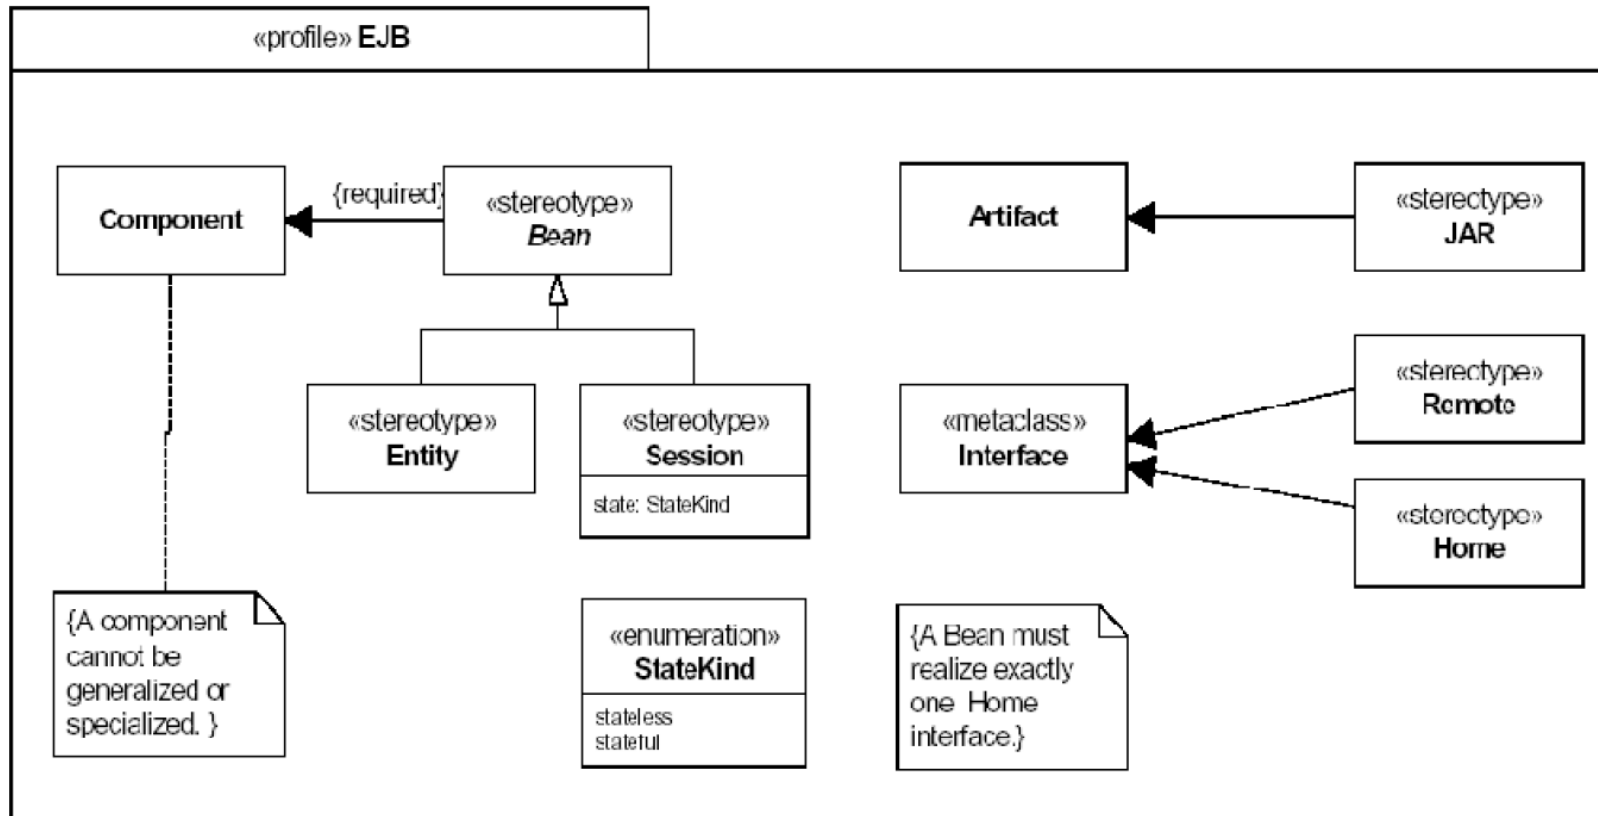 «profile» EJB
Component
{required}
«stereotype»
Bean
Artifact
«stereotype»
JAR
«stereotype»
Entity
«stereotype»
Session
state: StateKind
«metaclass»
Interface
«stereotype»
Remote
«stereotype»
Home
{A component
cannot be
generalized or
specialized. }
«enumeration»
StateKind
stateless
stateful
{A Bean must
realize exactly
one Home
interface.}